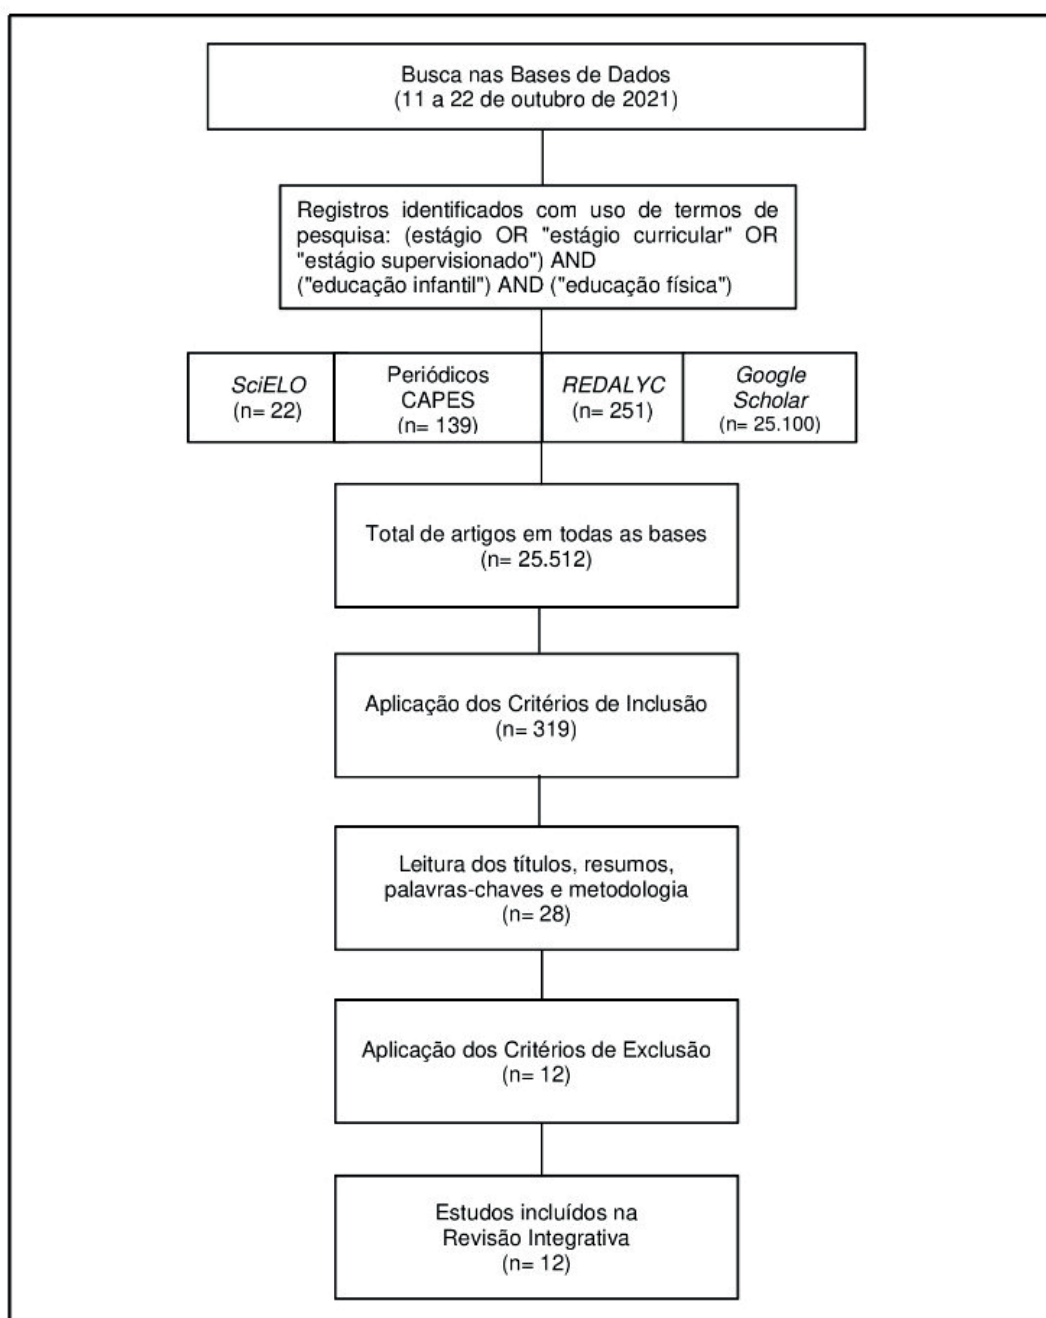 Busca nas Bases de Dados
(11 a 22 de outubro de 2021)
Registros identificados com uso de termos de
pesquisa: (estágio OR "estágio curricular" OR
"estágio supervisionado") AND
("educação infantil") AND ("educação física")
SciELO
(n= 22)
Periódicos
CAPES
(n= 139)
REDALYC
(n= 251)
Google
Scholar
(n= 25.100)
Total de artigos em todas as bases
(n= 25.512)
Aplicação dos Critérios de Inclusão
(n= 319)
Leitura dos títulos, resumos,
palavras-chaves e metodologia
(n= 28)
Aplicação dos Critérios de Exclusão
(n= 12)
Estudos incluídos na
Revisão Integrativa
(n= 12)